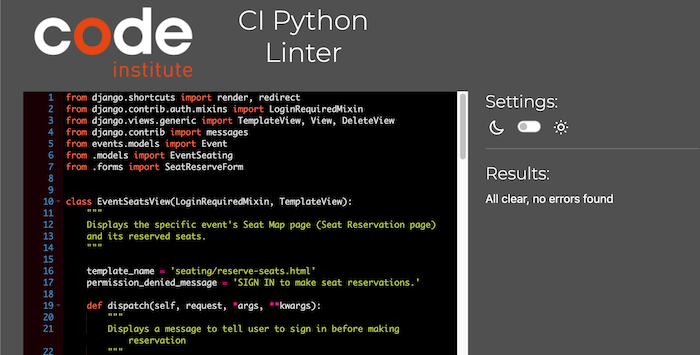 code
institute
CI Python
Linter
1 from django.shortcuts import render, redirect
2 from django.contrib.auth.mixins import LoginRequiredMixin
3 from django.views.generic import TemplateView, View, DeleteView
4 from django.contrib import messages
5 from events.models import Event
6 from .models import EventSeating
7 from .forms import SeatReserveForm
8
9
10 class EventSeatsView(LoginRequiredMixin, TemplateView):
11 """
12 Displays the specific event's Seat Map page (Seat Reservation page)
13 and its reserved seats.
14 """
15
16 template_name = 'seating/reserve-seats.html'
17 permission_denied_message = 'SIGN IN to make seat reservations.'
18
19 def dispatch(self, request, *args, **kwargs):
20 """
21 Displays a message to tell user to sign in before making
reservation
22 """
Settings:
Results:
All clear, no errors found